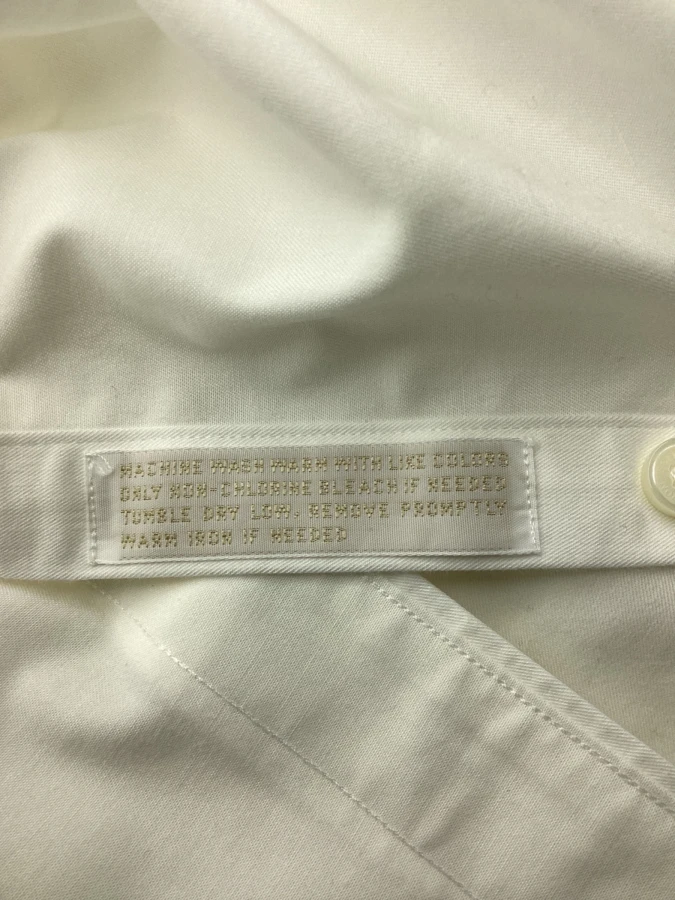 MACHINE WASH WARM WITH LIKE COLORS
ONLY NON-CHLORINE BLEACH IF NEEDED
TUMBLE DRY LOW. REMOVE PROMPTLY
WARM IRON IF NEEDED